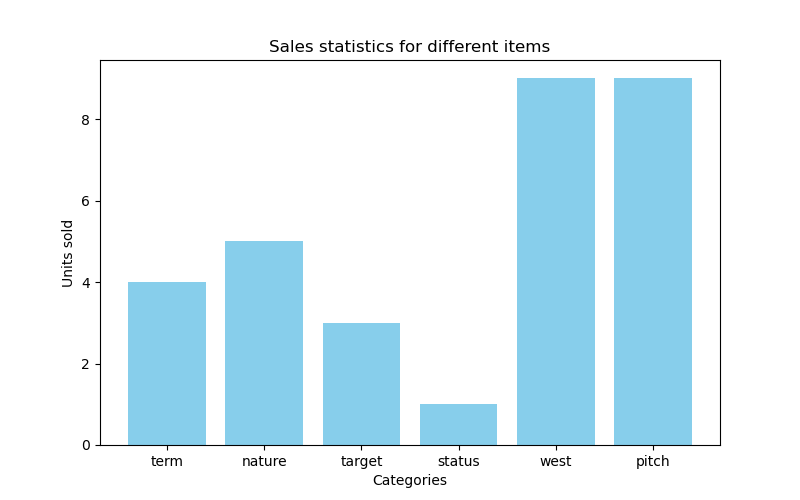 Sales statistics for different items
Units sold
8
6
4
2
0
term nature target status west pitch
Categories